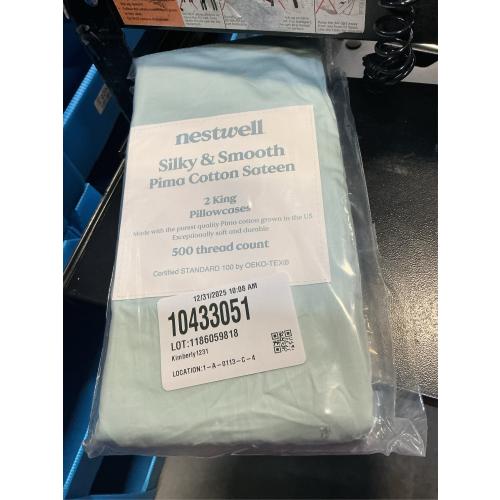 nestwell
Silky & Smooth
Pima Cotton Sateen
2 King
Pillowcases
Made with the purest quality Pima cotton grown in the US
Exceptionally soft and durable
500 thread count
Certified STANDARD 100 by OEKO-TEX®
12/31/2025 10:08 AM
10433051
LOT:1186059818
Kimberly1231
LOCATION:1-A-0113-C-4